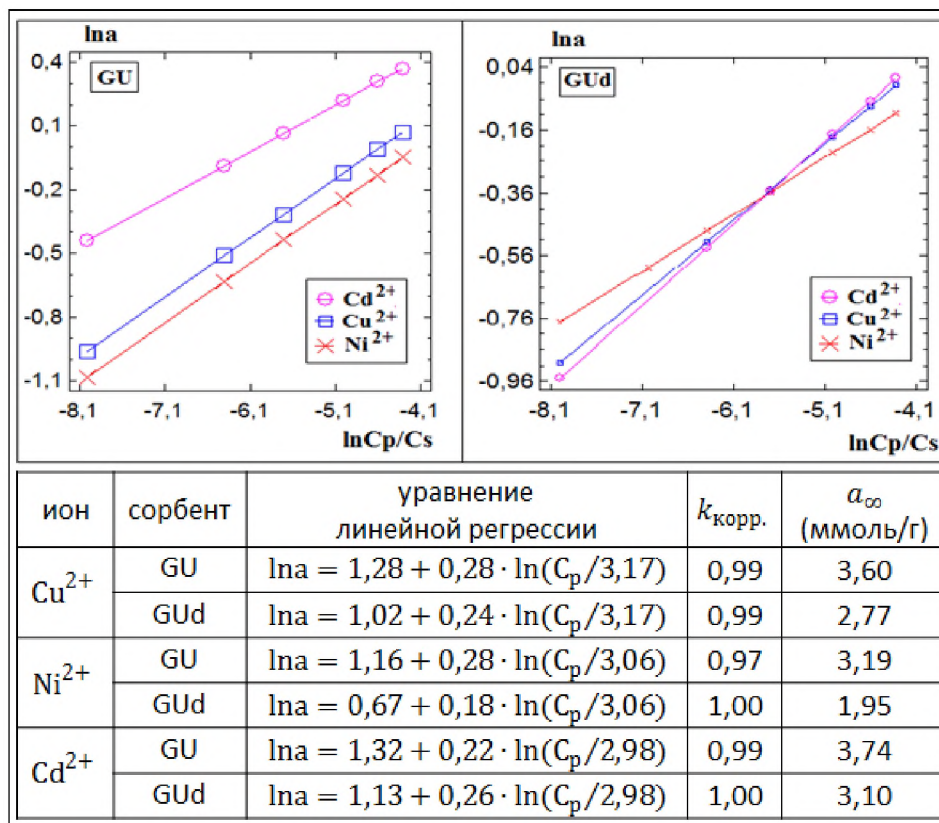 lna
GU
0,4
0,1
-0,2
-0,5
-0,8
-1,1
Cd²⁺
Cu²⁺
Ni²⁺
-8,1 -7,1 -6,1 -5,1 -4,1
lnCp/Cs
lna
GUd
0,04
-0,16
-0,36
-0,56
-0,76
-0,96
Cd²⁺
Cu²⁺
Ni²⁺
-8,1 -7,1 -6,1 -5,1 -4,1
lnCp/Cs
ион сорбент уравнение линейной регрессии k корр. a∞ (ммоль/г)
Cu²⁺ GU lna = 1,28 + 0,28 · ln(Cₚ/3,17) 0,99 3,60
GUd lna = 1,02 + 0,24 · ln(Cₚ/3,17) 0,99 2,77
Ni²⁺ GU lna = 1,16 + 0,28 · ln(Cₚ/3,06) 0,97 3,19
GUd lna = 0,67 + 0,18 · ln(Cₚ/3,06) 1,00 1,95
Cd²⁺ GU lna = 1,32 + 0,22 · ln(Cₚ/2,98) 0,99 3,74
GUd lna = 1,13 + 0,26 · ln(Cₚ/2,98) 1,00 3,10